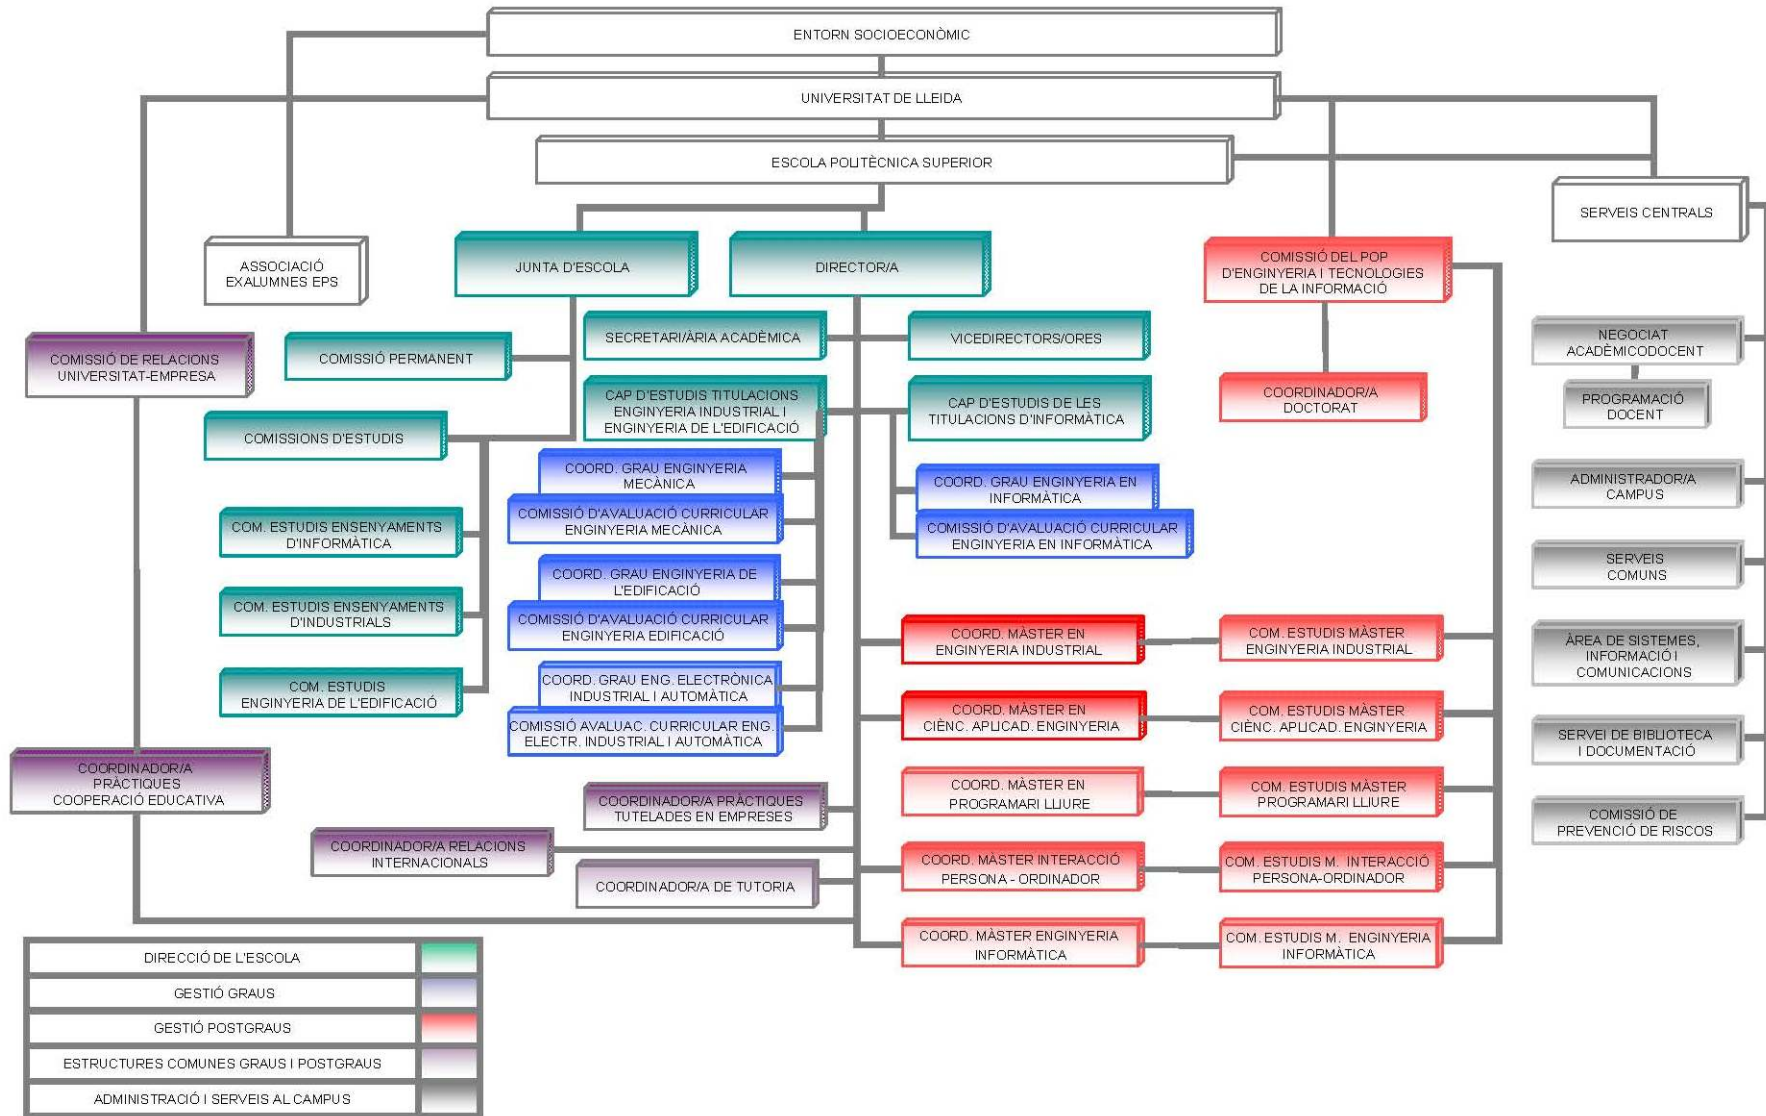 ENTORN SOCIOECONÒMIC
UNIVERSITAT DE LLEIDA
ESCOLA POLITÈCNICA SUPERIOR
SERVEIS CENTRALS
ASSOCIACIÓ
EXALUMNES EPS
JUNTA D'ESCOLA
DIRECTOR/A
COMISSIÓ DEL POP
D'ENGINYERIA I TECNOLOGIES
DE LA INFORMACIÓ
COMISSIÓ DE RELACIONS
UNIVERSITAT-EMPRESA
COMISSIÓ PERMANENT
SECRETARI/ÀRIA ACADÈMICA
VICEDIRECTORS/ORES
NEGOCIAT
ACADÈMICODOCENT
CAP D'ESTUDIS TITULACIONS
ENGINYERIA INDUSTRIAL I
ENGINYERIA DE L'EDIFICACIÓ
CAP D'ESTUDIS DE LES
TITULACIONS D'INFORMÀTICA
COORDINADOR/A
DOCTORAT
PROGRAMACIÓ
DOCENT
COMISSIONS D'ESTUDIS
COORD. GRAU ENGINYERIA
MECÀNICA
COORD. GRAU ENGINYERIA EN
INFORMÀTICA
ADMINISTRADOR/A
CAMPUS
COMISSIÓ D'AVALUACIÓ CURRICULAR
ENGINYERIA MECÀNICA
COMISSIÓ D'AVALUACIÓ CURRICULAR
ENGINYERIA EN INFORMÀTICA
COM. ESTUDIS ENSENYAMENTS
D'INFORMÀTICA
COORD. GRAU ENGINYERIA DE
L'EDIFICACIÓ
SERVEIS
COMUNS
COM. ESTUDIS ENSENYAMENTS
D'INDUSTRIALS
COMISSIÓ D'AVALUACIÓ CURRICULAR
ENGINYERIA EDIFICACIÓ
COORD. MÀSTER EN
ENGINYERIA INDUSTRIAL
COM. ESTUDIS MÀSTER
ENGINYERIA INDUSTRIAL
ÀREA DE SISTEMES,
INFORMACIÓ I
COMUNICACIONS
COM. ESTUDIS
ENGINYERIA DE L'EDIFICACIÓ
COORD. GRAU ENG. ELECTRÒNICA
INDUSTRIAL I AUTOMÀTICA
COMISSIÓ AVALUAC. CURRICULAR ENG.
ELECTR. INDUSTRIAL I AUTOMÀTICA
COORD. MÀSTER EN
CIÈNC. APLICAD. ENGINYERIA
COM. ESTUDIS MÀSTER
CIÈNC. APLICAD. ENGINYERIA
SERVEI DE BIBLIOTECA
I DOCUMENTACIÓ
COORDINADOR/A
PRÀCTIQUES
COOPERACIÓ EDUCATIVA
COORDINADOR/A PRÀCTIQUES
TUTELADES EN EMPRESES
COORD. MÀSTER EN
PROGRAMARI LLIURE
COM. ESTUDIS MÀSTER
PROGRAMARI LLIURE
COMISSIÓ DE
PREVENCIÓ DE RISCOS
COORDINADOR/A RELACIONS
INTERNACIONALS
COORDINADOR/A DE TUTORIA
COORD. MÀSTER INTERACCIÓ
PERSONA - ORDINADOR
COM. ESTUDIS M. INTERACCIÓ
PERSONA-ORDINADOR
COORD. MÀSTER ENGINYERIA
INFORMÀTICA
COM. ESTUDIS M. ENGINYERIA
INFORMÀTICA
DIRECCIÓ DE L'ESCOLA
GESTIÓ GRAUS
GESTIÓ POSTGRAUS
ESTRUCTURES COMUNES GRAUS I POSTGRAUS
ADMINISTRACIÓ I SERVEIS AL CAMPUS